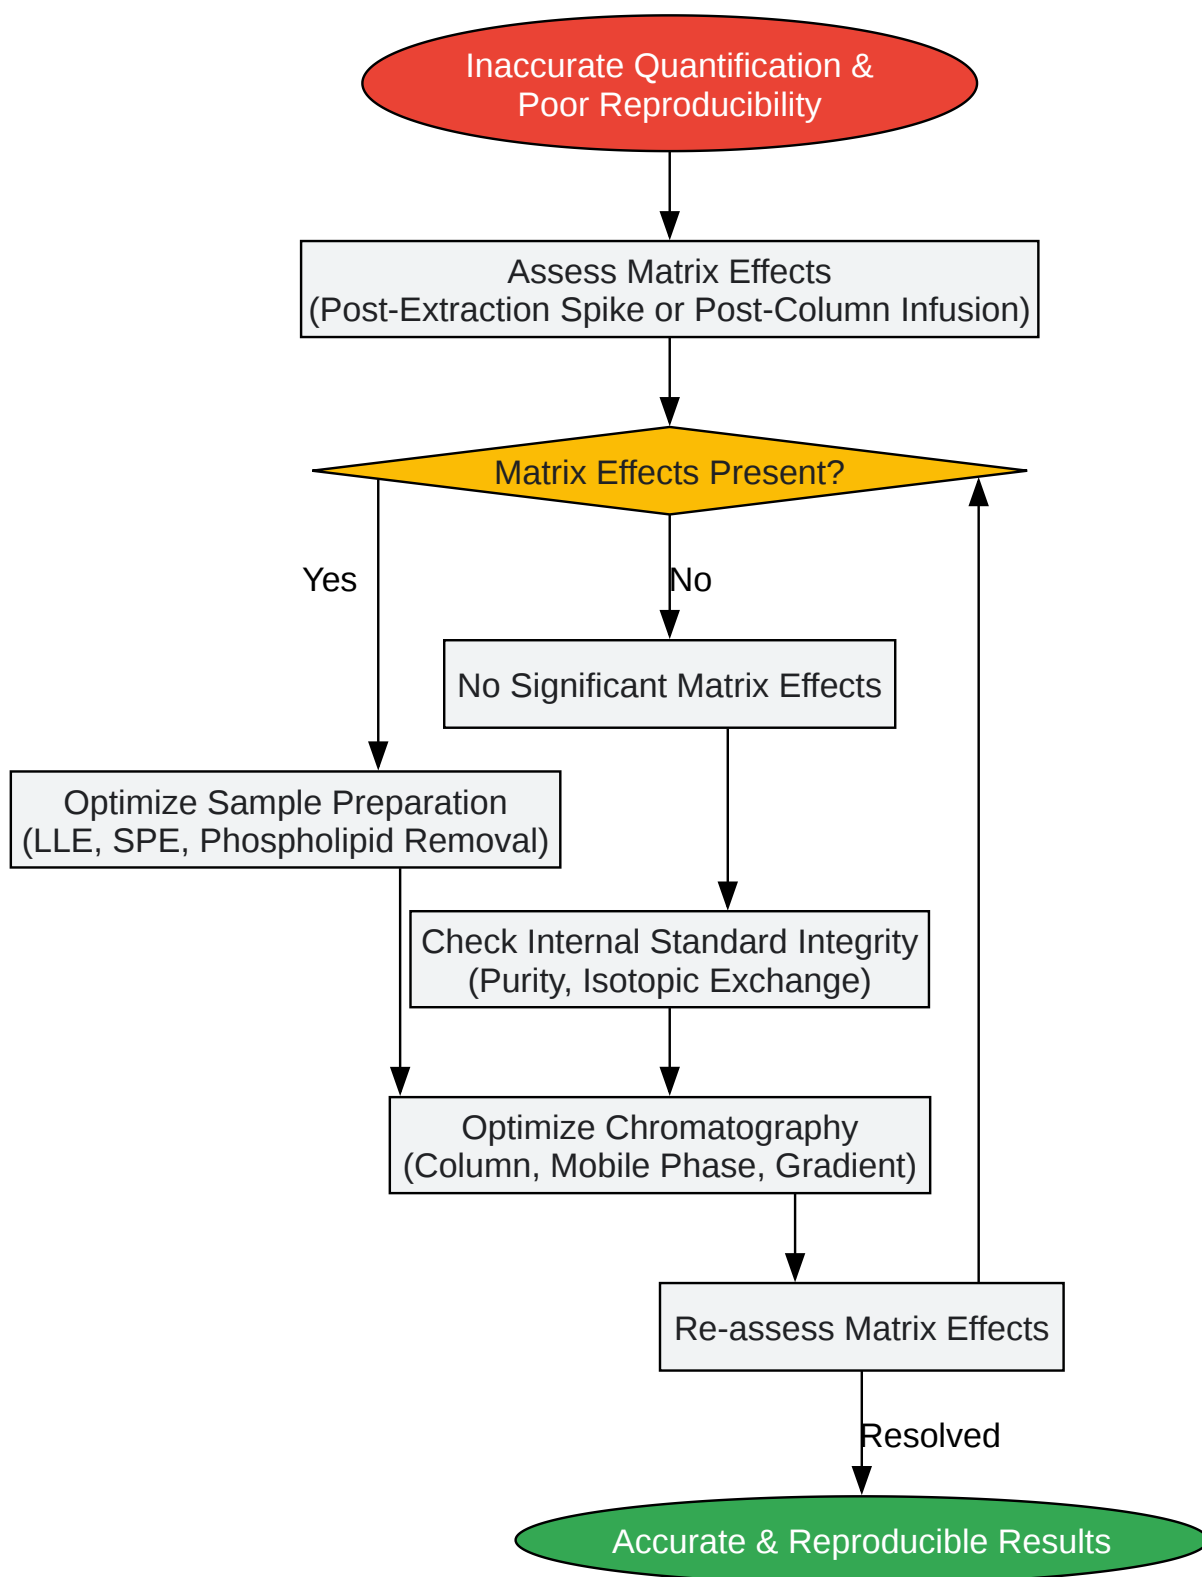 Inaccurate Quantification &
Poor Reproducibility
Assess Matrix Effects
(Post-Extraction Spike or Post-Column Infusion)
Matrix Effects Present?
Yes
No
No Significant Matrix Effects
Optimize Sample Preparation
(LLE, SPE, Phospholipid Removal)
Check Internal Standard Integrity
(Purity, Isotopic Exchange)
Optimize Chromatography
(Column, Mobile Phase, Gradient)
Re-assess Matrix Effects
Resolved
Accurate & Reproducible Results